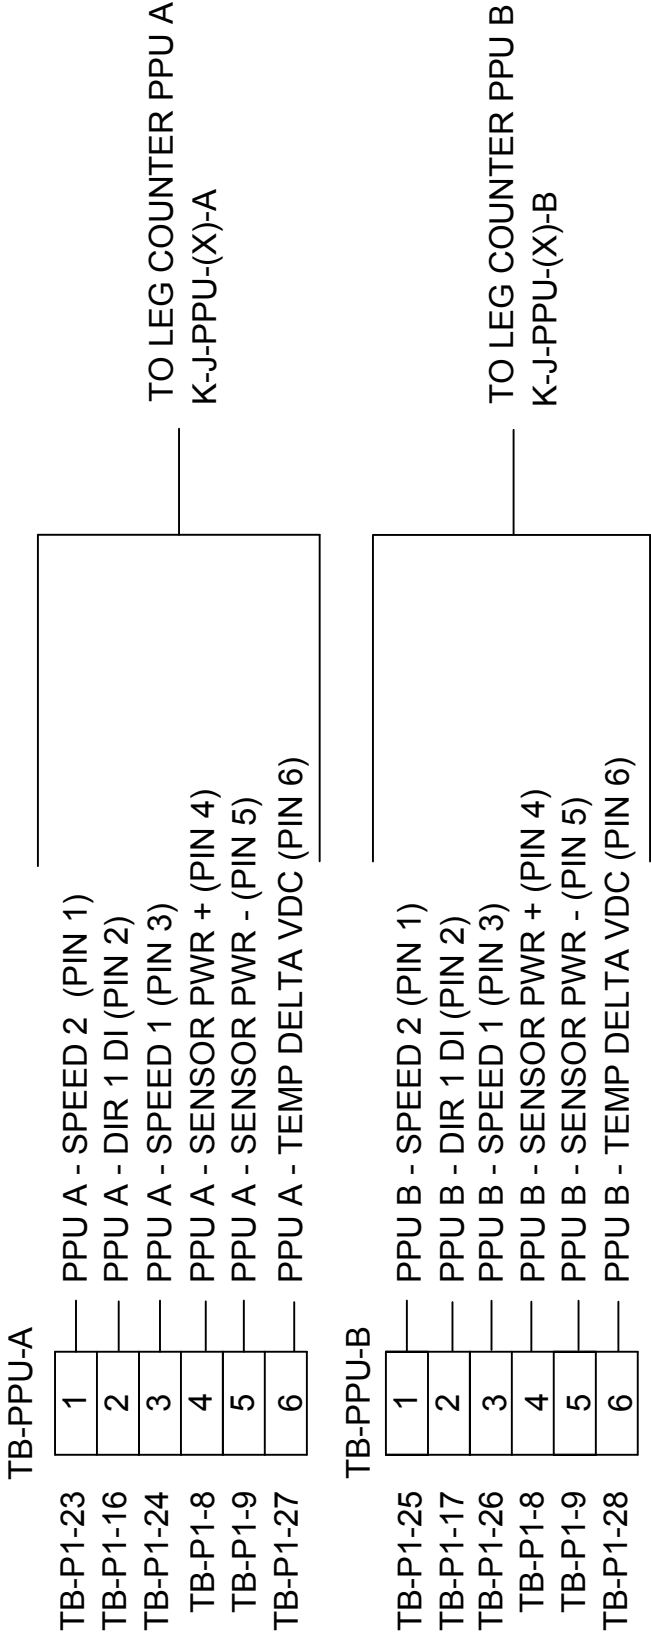 TB-PPU-A
TB-P1-23 1 PPU A - SPEED 2 (PIN 1)
TB-P1-16 2 PPU A - DIR 1 DI (PIN 2)
TB-P1-24 3 PPU A - SPEED 1 (PIN 3)
TB-P1-8 4 PPU A - SENSOR PWR + (PIN 4)
TB-P1-9 5 PPU A - SENSOR PWR - (PIN 5)
TB-P1-27 6 PPU A - TEMP DELTA VDC (PIN 6)
TO LEG COUNTER PPU A
K-J-PPU-(X)-A
TB-PPU-B
TB-P1-25 1 PPU B - SPEED 2 (PIN 1)
TB-P1-17 2 PPU B - DIR 1 DI (PIN 2)
TB-P1-26 3 PPU B - SPEED 1 (PIN 3)
TB-P1-8 4 PPU B - SENSOR PWR + (PIN 4)
TB-P1-9 5 PPU B - SENSOR PWR - (PIN 5)
TB-P1-28 6 PPU B - TEMP DELTA VDC (PIN 6)
TO LEG COUNTER PPU B
K-J-PPU-(X)-B